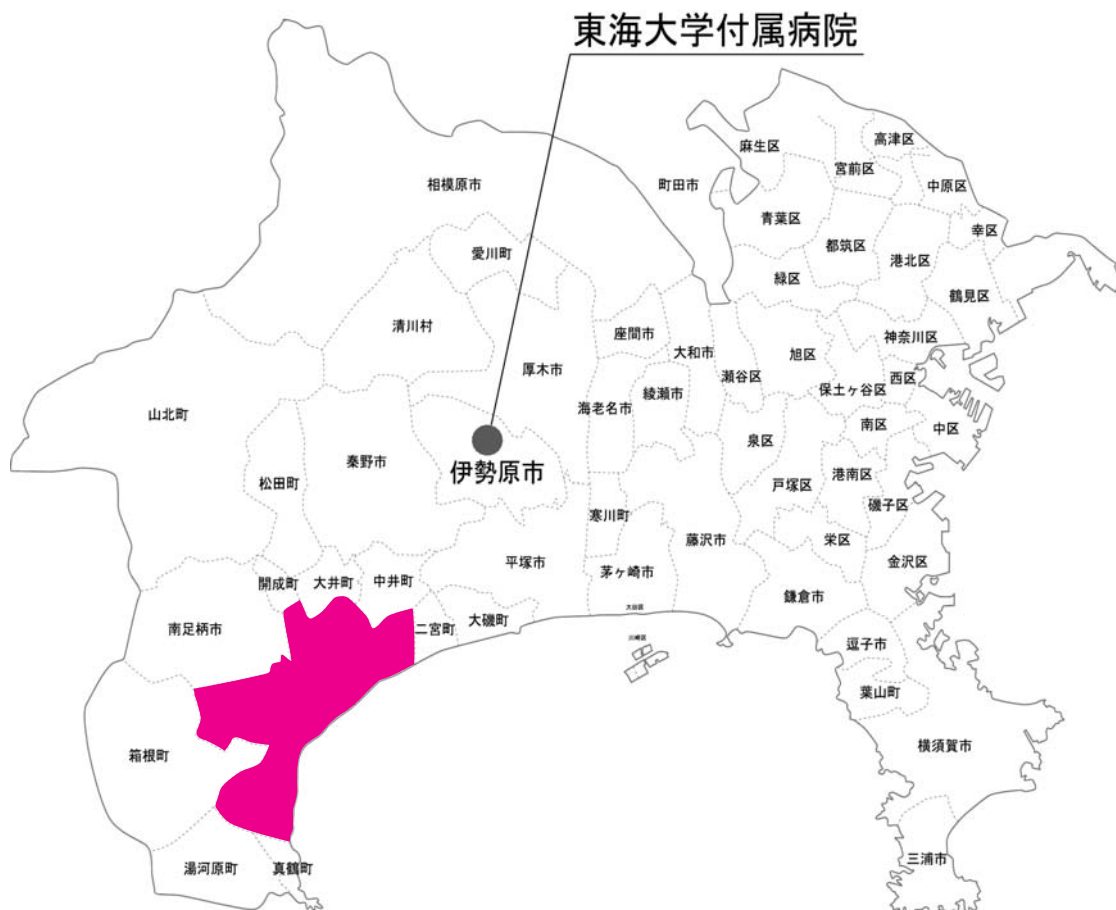 東海大学付属病院
麻生区
高津区
宮前区
中原区
町田市
相模原市
青葉区
幸区
都筑区
港北区
愛川町
緑区
鶴見区
清川村
座間市
神奈川区
大和市
旭区
厚木市
瀬谷区
西区
保土ヶ谷区
綾瀬市
海老名市
山北町
南区
中区
泉区
秦野市
伊勢原市
港南区
松田町
戸塚区
磯子区
寒川町
藤沢市
栄区
平塚市
金沢区
茅ヶ崎市
開成町
大井町
中井町
鎌倉市
大磯町
二宮町
南足柄市
川崎区
逗子市
葉山町
横須賀市
箱根町
三浦市
湯河原町
真鶴町